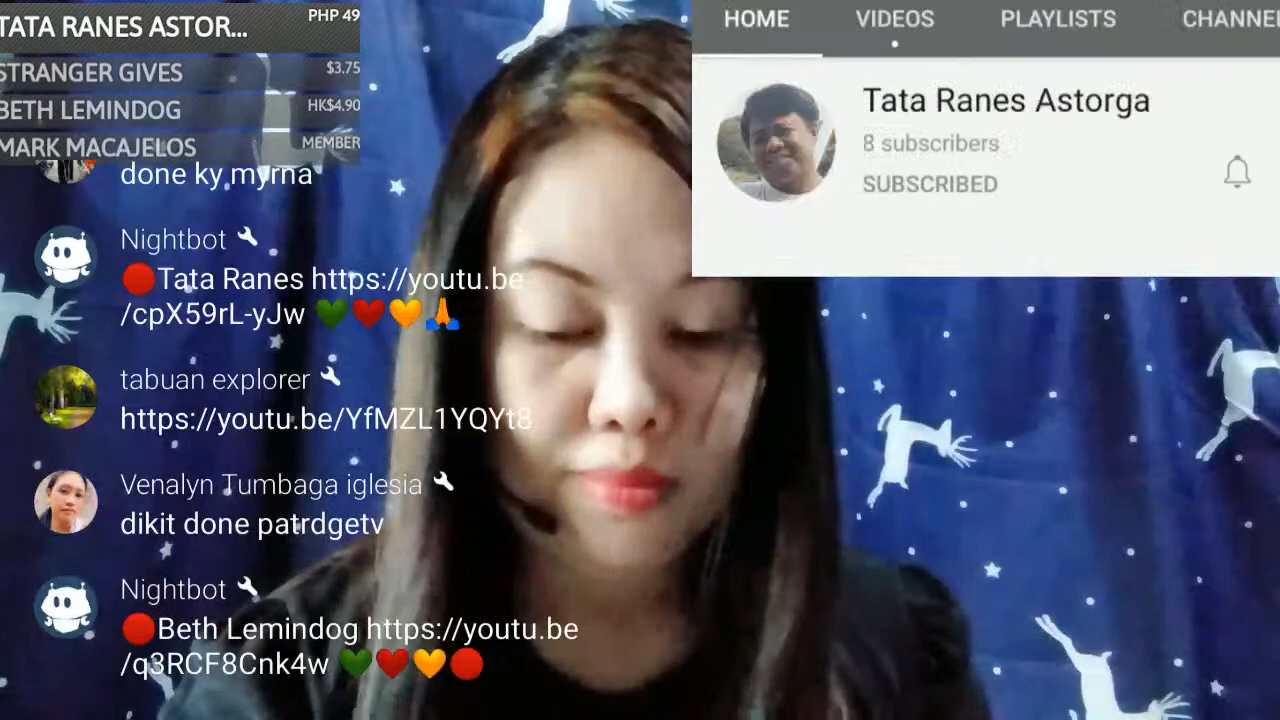 TATA RANES ASTOR...
PHP 49
STRANGER GIVES
$3.75
BETH LEMINDOG
HK$4.90
MARK MACAJELOS
MEMBER
done ky myrna
Nightbot
🔴Tata Ranes https://youtu.be
/cpX59rL-yJw 💚❤️🧡🙏
tabuan explorer
https://youtu.be/YfMZL1YQYt8
Venalyn Tumbaga iglesia
dikit done patrdgetv
Nightbot
🔴Beth Lemindog https://youtu.be
/q3RCF8Cnk4w 💚❤️🧡🔴
HOME VIDEOS PLAYLISTS CHANNE
Tata Ranes Astorga
8 subscribers
SUBSCRIBED